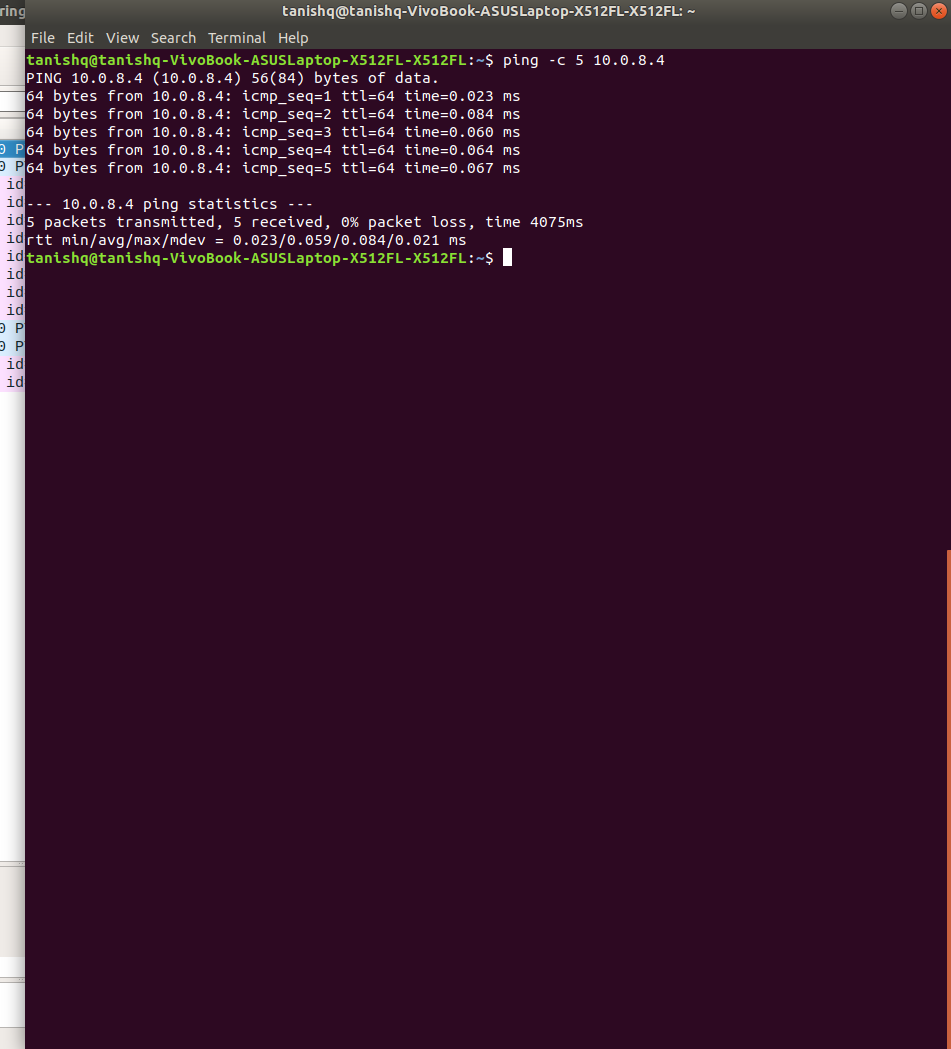 ring
tanishq@tanishq-VivoBook-ASUSLaptop-X512FL-X512FL: ~
File Edit View Search Terminal Help
tanishq@tanishq-VivoBook-ASUSLaptop-X512FL-X512FL:~$ ping -c 5 10.0.8.4
PING 10.0.8.4 (10.0.8.4) 56(84) bytes of data.
64 bytes from 10.0.8.4: icmp_seq=1 ttl=64 time=0.023 ms
64 bytes from 10.0.8.4: icmp_seq=2 ttl=64 time=0.084 ms
64 bytes from 10.0.8.4: icmp_seq=3 ttl=64 time=0.060 ms
64 bytes from 10.0.8.4: icmp_seq=4 ttl=64 time=0.064 ms
64 bytes from 10.0.8.4: icmp_seq=5 ttl=64 time=0.067 ms
--- 10.0.8.4 ping statistics ---
5 packets transmitted, 5 received, 0% packet loss, time 4075ms
rtt min/avg/max/mdev = 0.023/0.059/0.084/0.021 ms
tanishq@tanishq-VivoBook-ASUSLaptop-X512FL-X512FL:~$
0 P
0 P
id
id
id
id
id
id
id
id
0 P
0 P
id
id